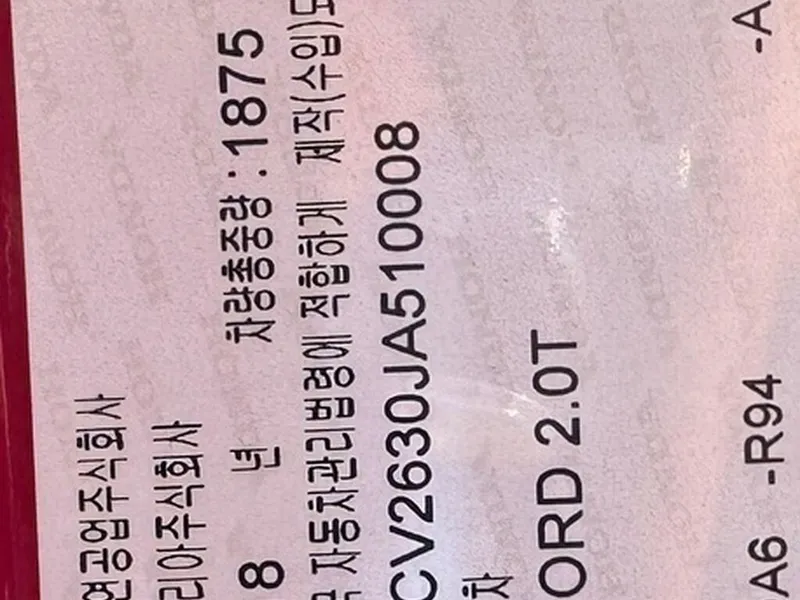 연공업주식회사
리아주식회사
8 년 차량총중량:1875
자동차관리법령에 적합하게 제작(수입)되
CV2630JA510008
차
ORD 2.0T
A6 -R94 -A